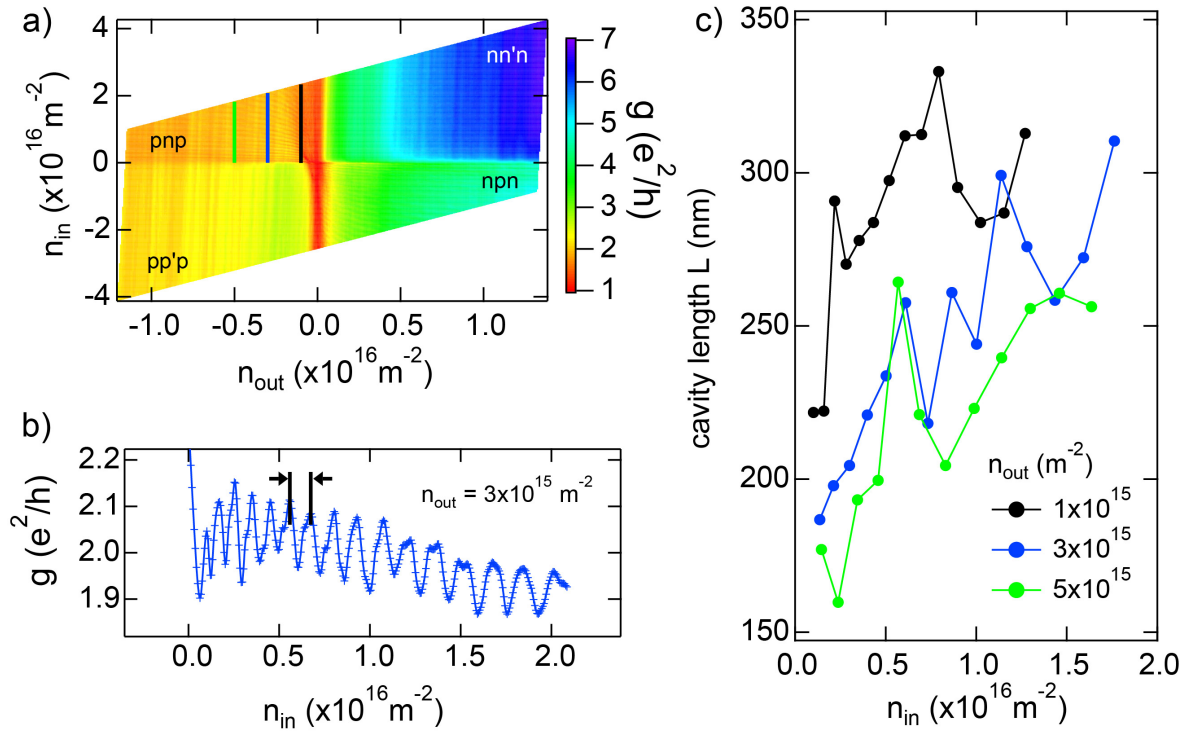 a)
4
2
0
-2
-4
n_in (x10^16 m^-2)
pnp
nn'n
npn
pp'p
-1.0 -0.5 0.0 0.5 1.0
n_out (x10^16 m^-2)
7
6
5
4
3
2
1
g (e^2/h)
b)
2.2
2.1
2.0
1.9
g (e^2/h)
n_out = 3x10^15 m^-2
0.0 0.5 1.0 1.5 2.0
n_in (x10^16 m^-2)
c)
350
300
250
200
150
cavity length L (nm)
n_out (m^-2)
1x10^15
3x10^15
5x10^15
0.0 0.5 1.0 1.5 2.0
n_in (x10^16 m^-2)